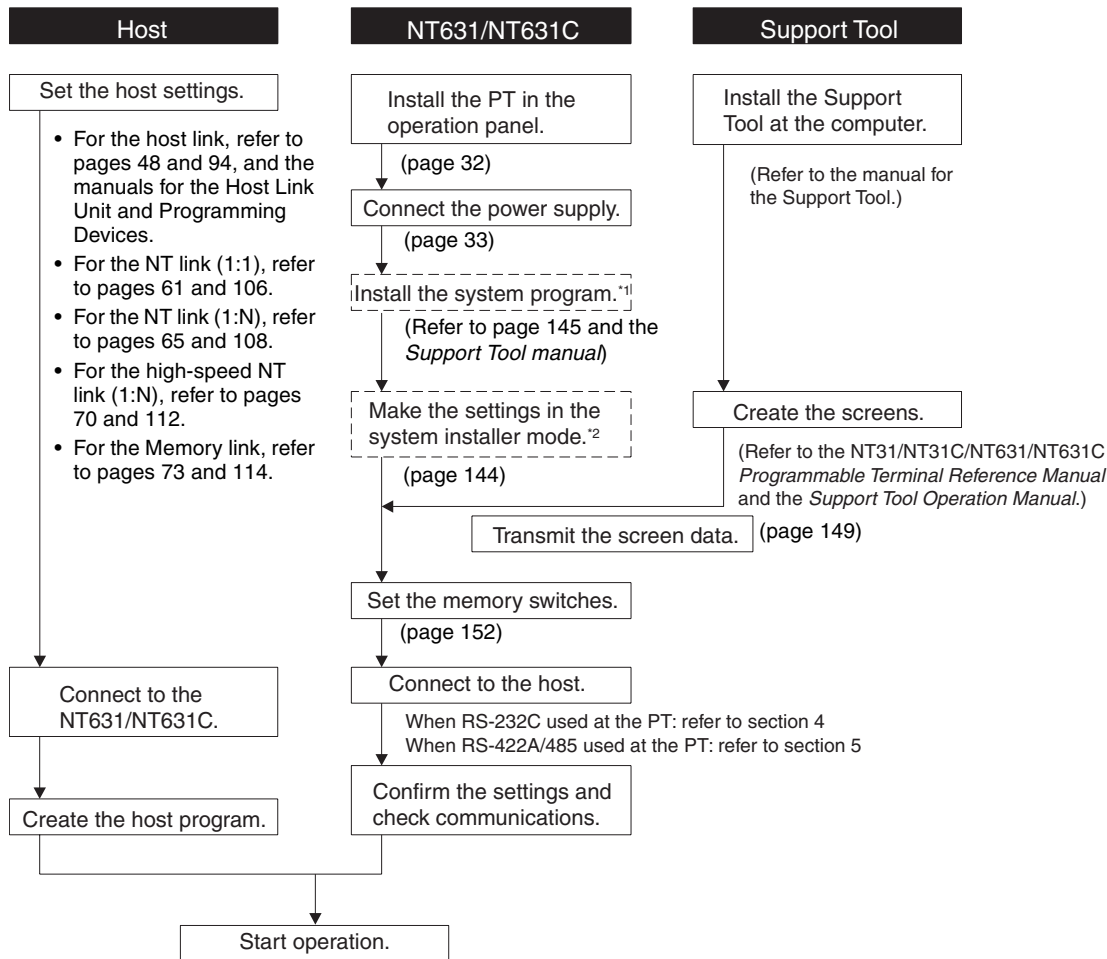 Host
NT631/NT631C
Support Tool
Set the host settings.
• For the host link, refer to
pages 48 and 94, and the
manuals for the Host Link
Unit and Programming
Devices.
• For the NT link (1:1), refer
to pages 61 and 106.
• For the NT link (1:N), refer
to pages 65 and 108.
• For the high-speed NT
link (1:N), refer to pages
70 and 112.
• For the Memory link, refer
to pages 73 and 114.
Connect to the
NT631/NT631C.
Create the host program.
Install the PT in the
operation panel.
(page 32)
Connect the power supply.
(page 33)
Install the system program.*1
(Refer to page 145 and the
Support Tool manual)
Make the settings in the
system installer mode.*2
(page 144)
Install the Support
Tool at the computer.
(Refer to the manual for
the Support Tool.)
Create the screens.
(Refer to the NT31/NT31C/NT631/NT631C
Programmable Terminal Reference Manual
and the Support Tool Operation Manual.)
Transmit the screen data.
(page 149)
Set the memory switches.
(page 152)
Connect to the host.
When RS-232C used at the PT: refer to section 4
When RS-422A/485 used at the PT: refer to section 5
Confirm the settings and
check communications.
Start operation.